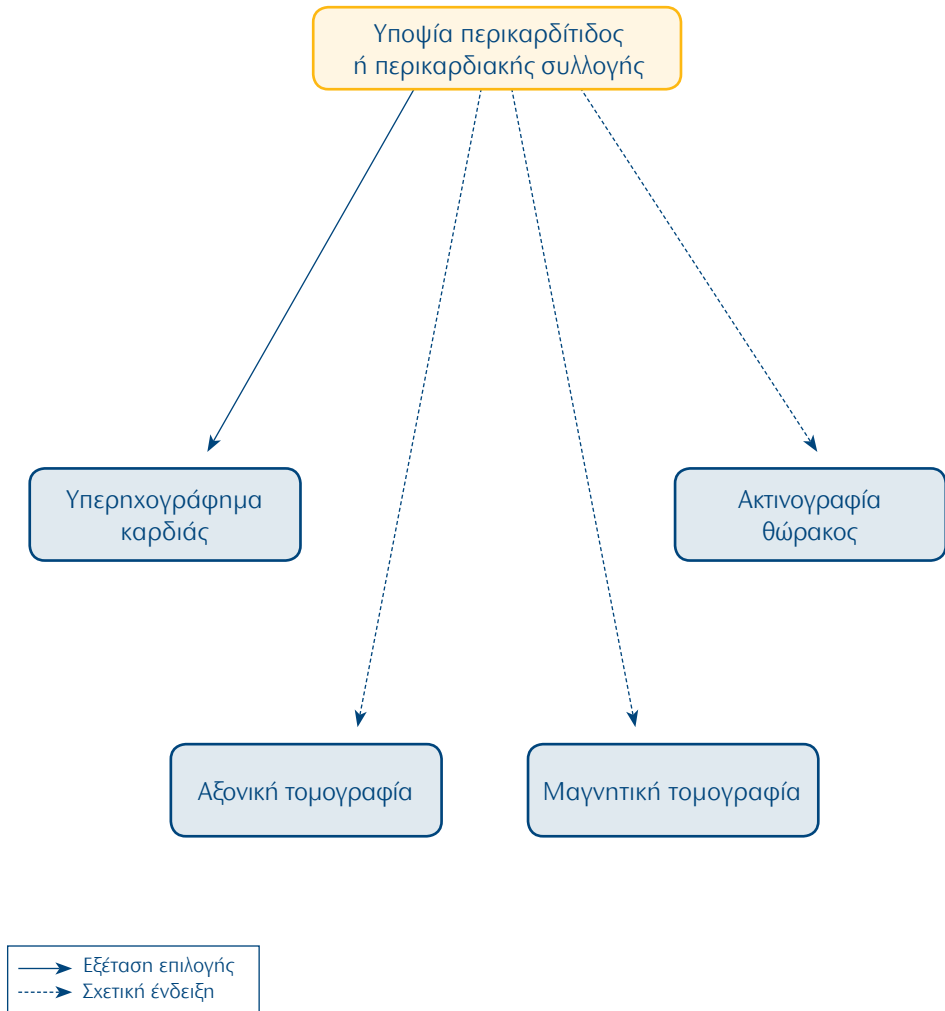 Υποψία περικαρδίτιδος
ή περικαρδιακής συλλογής
Υπερηχογράφημα
καρδιάς
Ακτινογραφία
θώρακος
Αξονική τομογραφία
Μαγνητική τομογραφία
Εξέταση επιλογής
Σχετική ένδειξη